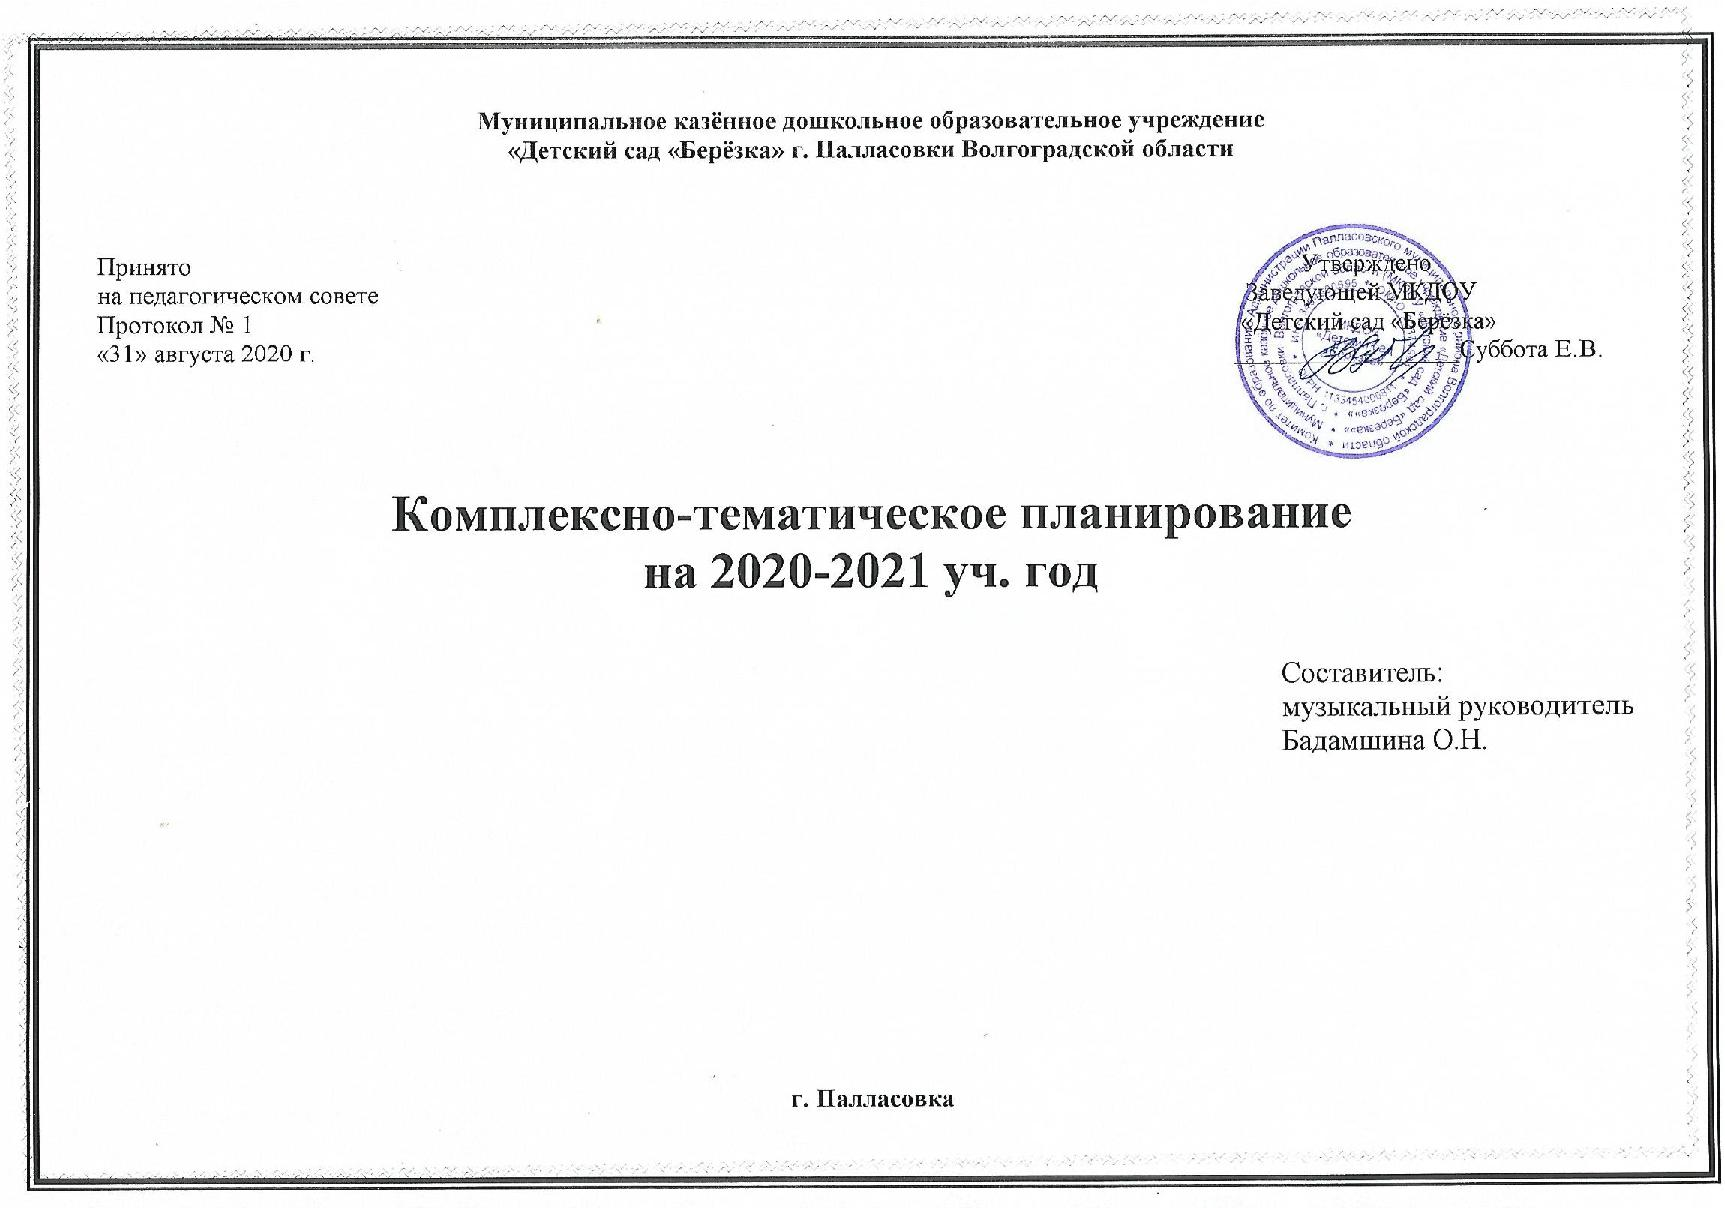 Муниципальное казённое дошкольное образовательное учреждение
«Детский сад «Берёзка» г. Палласовки Волгоградской области
Принято
на педагогическом совете
Протокол № 1
«31» августа 2020 г.
Утверждено
Заведующей МКДОУ
«Детский сад «Берёзка»
Суббота Е.В.
Комплексно-тематическое планирование
на 2020-2021 уч. год
Составитель:
музыкальный руководитель
Бадамшина О.Н.
г. Палласовка